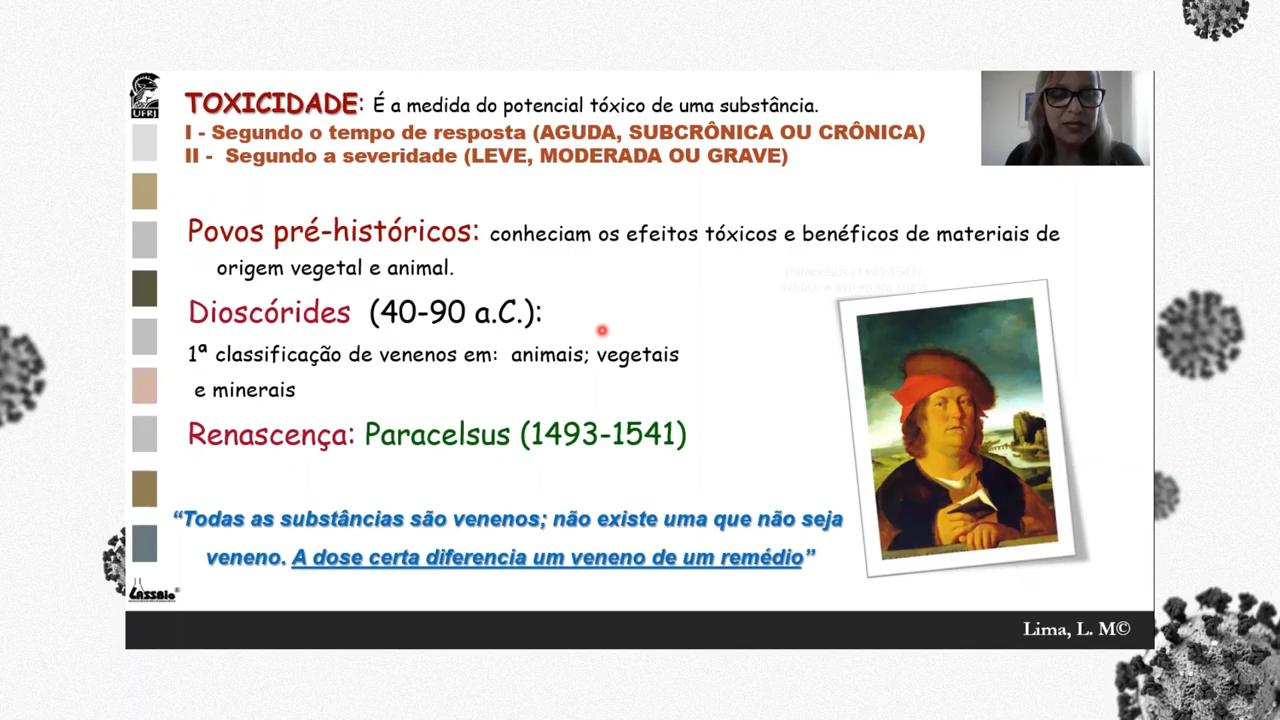 UFRJ
TOXICIDADE: É a medida do potencial tóxico de uma substância.
I - Segundo o tempo de resposta (AGUDA, SUBCRÔNICA OU CRÔNICA)
II - Segundo a severidade (LEVE, MODERADA OU GRAVE)
Povos pré-históricos: conheciam os efeitos tóxicos e benéficos de materiais de
origem vegetal e animal.
Paracelsus (1493-1541)
Dioscórides (40-90 a.C.):
1ª classificação de venenos em: animais; vegetais
e minerais
Renascença: Paracelsus (1493-1541)
“Todas as substâncias são venenos; não existe uma que não seja
veneno. A dose certa diferencia um veneno de um remédio”
LASSBio®
Lima, L. M©